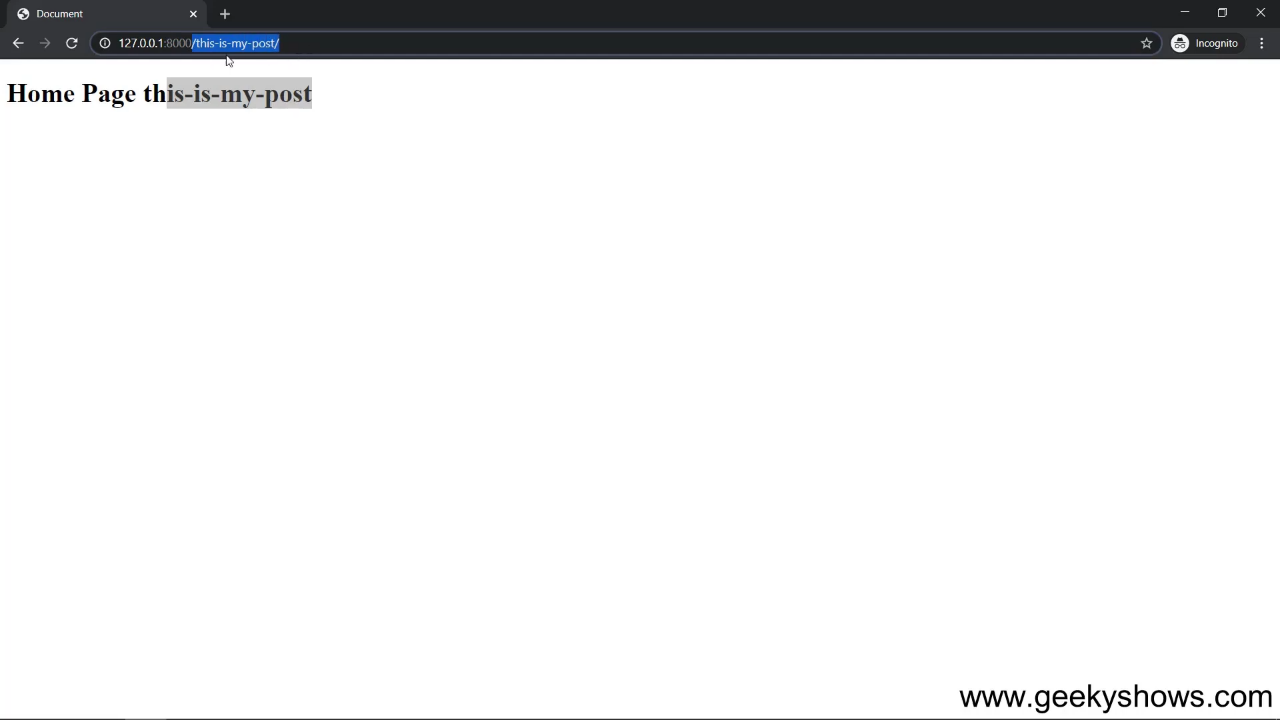 Document
127.0.0.1:8000/this-is-my-post/
Incognito
Home Page this-is-my-post
www.geekyshows.com